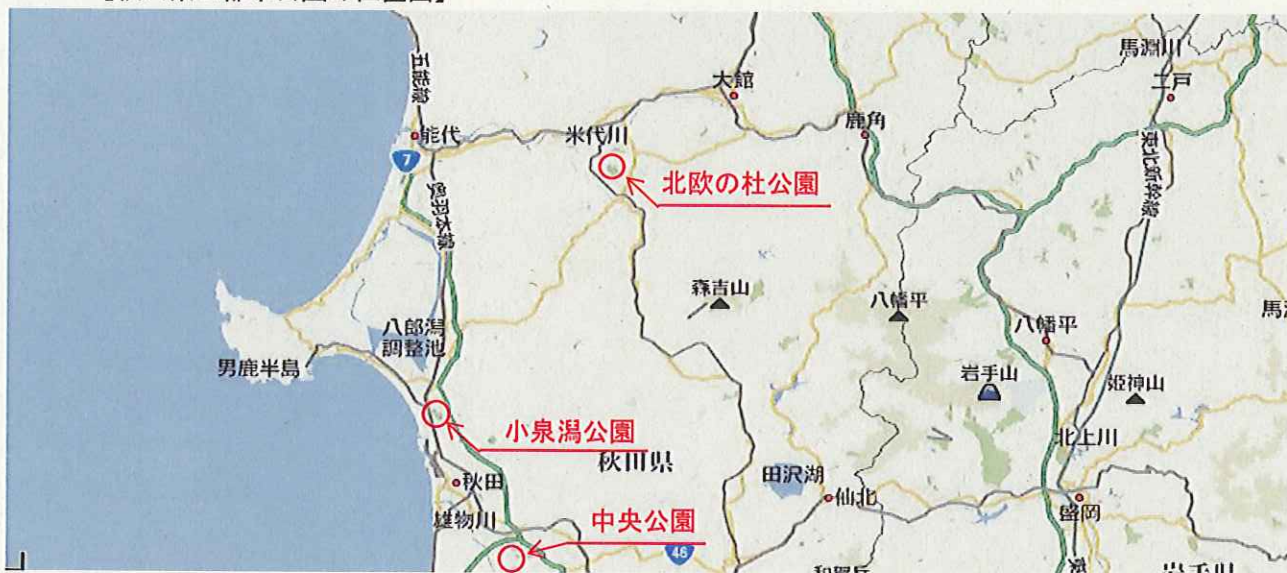 馬淵川
五能線
大館
二戸
能代
米代川
鹿角
7
北欧の杜公園
東北新幹線
奥羽本線
森吉山
八幡平
八幡平
八郎潟
調整池
男鹿半島
岩手山
姫神山
小泉潟公園
秋田県
北上川
田沢湖
秋田
仙北
盛岡
雄物川
中央公園
46